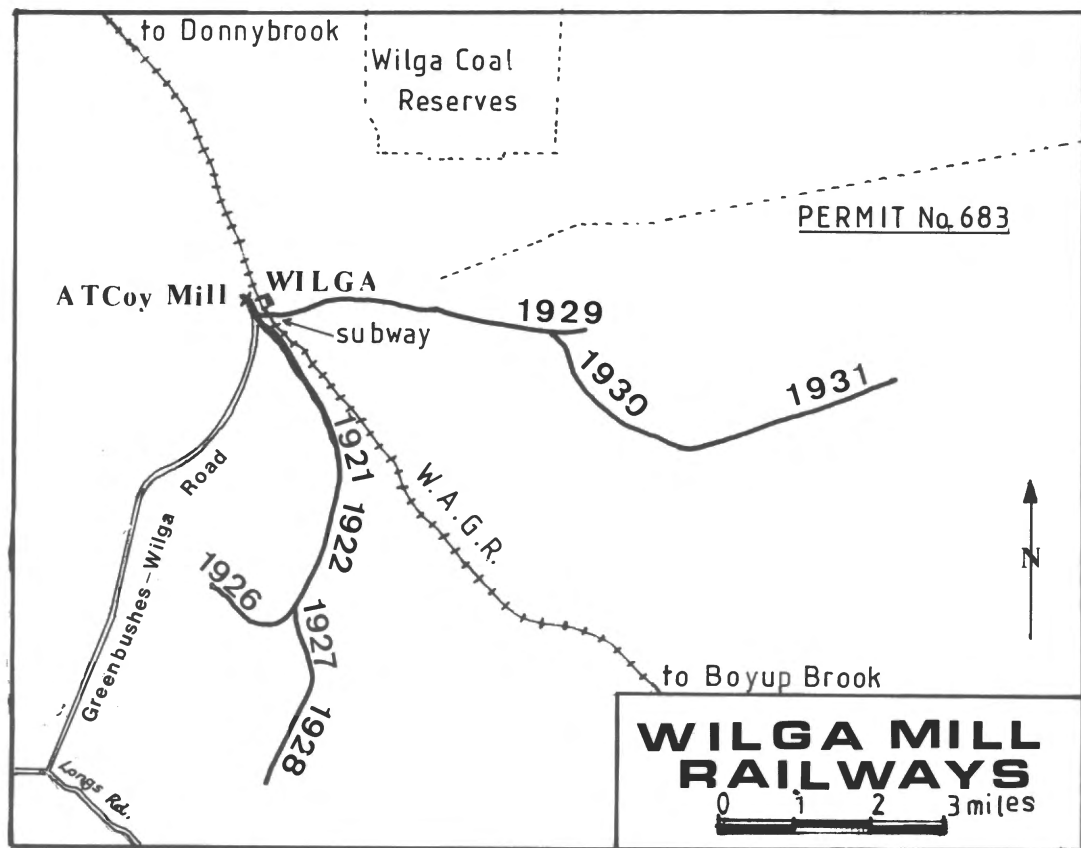 to Donnybrook
Wilga Coal
Reserves
PERMIT No. 683
ATCoy Mill
WILGA
subway
1929
1930
1931
1921
1922
W.A.G.R.
Greenbushes-Wilga Road
1926
1927
1928
N
to Boyup Brook
Longs Rd.
WILGA MILL
RAILWAYS
0 1 2 3 miles